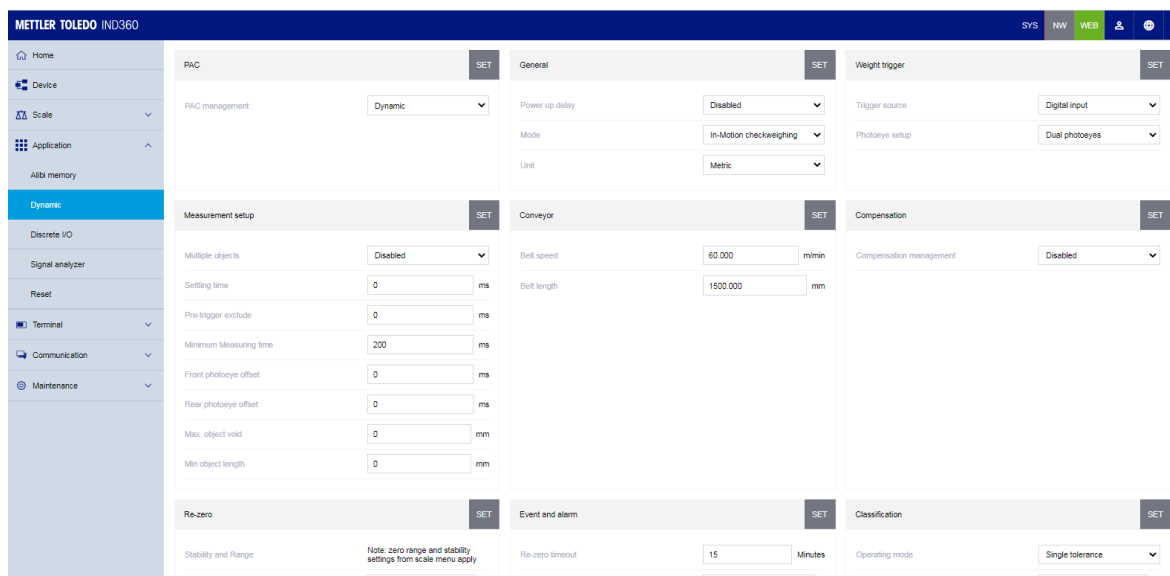 METTLER TOLEDO IND360
SYS NW WEB
Home
Device
Scale
Application
Alibi memory
Dynamic
Discrete I/O
Signal analyzer
Reset
Terminal
Communication
Maintenance
PAC SET
PAC management Dynamic
General SET
Power up delay Disabled
Mode In-Motion checkweighing
Unit Metric
Weight trigger SET
Trigger source Digital input
Photoeye setup Dual photoeyes
Measurement setup SET
Multiple objects Disabled
Settling time 0 ms
Pre-trigger exclude 0 ms
Minimum Measuring time 200 ms
Front photoeye offset 0 ms
Rear photoeye offset 0 ms
Max. object void 0 mm
Min object length 0 mm
Conveyor SET
Belt speed 60.000 m/min
Belt length 1500.000 mm
Compensation SET
Compensation management Disabled
Re-zero SET
Stability and Range Note: zero range and stability
settings from scale menu apply
Event and alarm SET
Re-zero timeout 15 Minutes
Classification SET
Operating mode Single tolerance